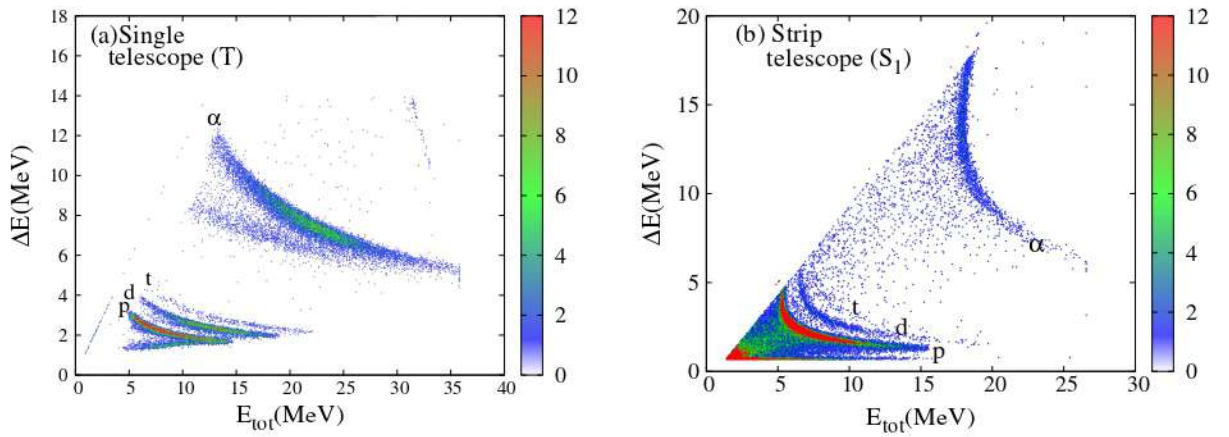 (a)Single
telescope (T)
ΔE(MeV)
18
16
14
12
10
8
6
4
2
0
α
t
d
p
0 5 10 15 20 25 30 35 40
E_tot(MeV)
12
10
8
6
4
2
0
(b) Strip
telescope (S_1)
ΔE(MeV)
20
15
10
5
0
α
t
d
p
0 5 10 15 20 25 30
E_tot(MeV)
12
10
8
6
4
2
0